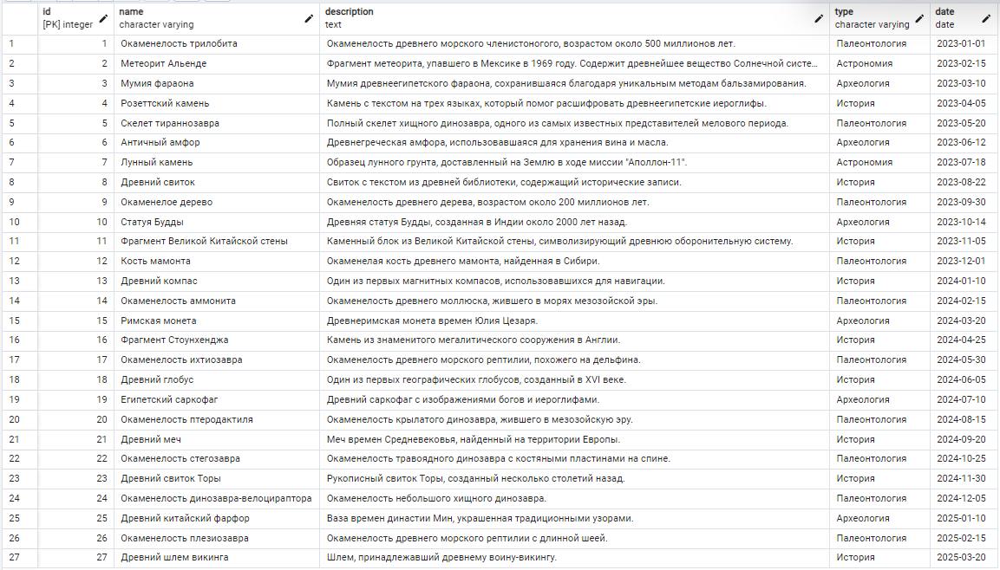 id name description type date
[PK] integer character varying text character varying date
1 1 Окаменелость трилобита Окаменелость древнего морского членистоногого, возрастом около 500 миллионов лет. Палеонтология 2023-01-01
2 2 Метеорит Альенде Фрагмент метеорита, упавшего в Мексике в 1969 году. Содержит древнейшее вещество Солнечной систе... Астрономия 2023-02-15
3 3 Мумия фараона Мумия древнеегипетского фараона, сохранившаяся благодаря уникальным методам бальзамирования. Археология 2023-03-10
4 4 Розеттский камень Камень с текстом на трех языках, который помог расшифровать древнеегипетские иероглифы. История 2023-04-05
5 5 Скелет тираннозавра Полный скелет хищного динозавра, одного из самых известных представителей мелового периода. Палеонтология 2023-05-20
6 6 Античный амфор Древнегреческая амфора, использовавшаяся для хранения вина и масла. Археология 2023-06-12
7 7 Лунный камень Образец лунного грунта, доставленный на Землю в ходе миссии "Аполлон-11". Астрономия 2023-07-18
8 8 Древний свиток Свиток с текстом из древней библиотеки, содержащий исторические записи. История 2023-08-22
9 9 Окаменелое дерево Окаменелость древнего дерева, возрастом около 200 миллионов лет. Палеонтология 2023-09-30
10 10 Статуя Будды Древняя статуя Будды, созданная в Индии около 2000 лет назад. Археология 2023-10-14
11 11 Фрагмент Великой Китайской стены Каменный блок из Великой Китайской стены, символизирующий древнюю оборонительную систему. История 2023-11-05
12 12 Кость мамонта Окаменелая кость древнего мамонта, найденная в Сибири. Палеонтология 2023-12-01
13 13 Древний компас Один из первых магнитных компасов, использовавшихся для навигации. История 2024-01-10
14 14 Окаменелость аммонита Окаменелость древнего моллюска, жившего в морях мезозойской эры. Палеонтология 2024-02-15
15 15 Римская монета Древнеримская монета времен Юлия Цезаря. Археология 2024-03-20
16 16 Фрагмент Стоунхенджа Камень из знаменитого мегалитического сооружения в Англии. История 2024-04-25
17 17 Окаменелость ихтиозавра Окаменелость древнего морского рептилии, похожего на дельфина. Палеонтология 2024-05-30
18 18 Древний глобус Один из первых географических глобусов, созданный в XVI веке. История 2024-06-05
19 19 Египетский саркофаг Древний саркофаг с изображениями богов и иероглифами. Археология 2024-07-10
20 20 Окаменелость птеродактиля Окаменелость крылатого динозавра, жившего в мезозойскую эру. Палеонтология 2024-08-15
21 21 Древний меч Меч времен Средневековья, найденный на территории Европы. История 2024-09-20
22 22 Окаменелость стегозавра Окаменелость травоядного динозавра с костяными пластинами на спине. Палеонтология 2024-10-25
23 23 Древний свиток Торы Рукописный свиток Торы, созданный несколько столетий назад. История 2024-11-30
24 24 Окаменелость динозавра-велоцираптора Окаменелость небольшого хищного динозавра. Палеонтология 2024-12-05
25 25 Древний китайский фарфор Ваза времен династии Мин, украшенная традиционными узорами. Археология 2025-01-10
26 26 Окаменелость плезиозавра Окаменелость древнего морского рептилии с длинной шеей. Палеонтология 2025-02-15
27 27 Древний шлем викинга Шлем, принадлежавший древнему воину-викингу. История 2025-03-20